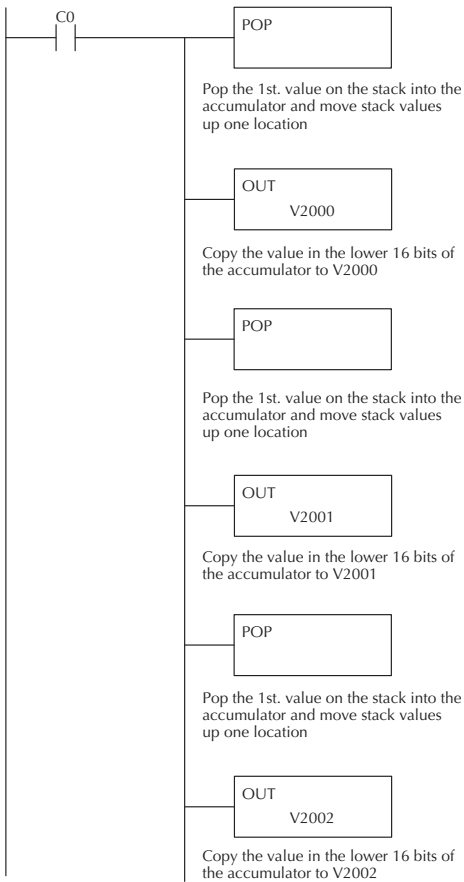 C0
POP
Pop the 1st. value on the stack into the
accumulator and move stack values
up one location
OUT
V2000
Copy the value in the lower 16 bits of
the accumulator to V2000
POP
Pop the 1st. value on the stack into the
accumulator and move stack values
up one location
OUT
V2001
Copy the value in the lower 16 bits of
the accumulator to V2001
POP
Pop the 1st. value on the stack into the
accumulator and move stack values
up one location
OUT
V2002
Copy the value in the lower 16 bits of
the accumulator to V2002